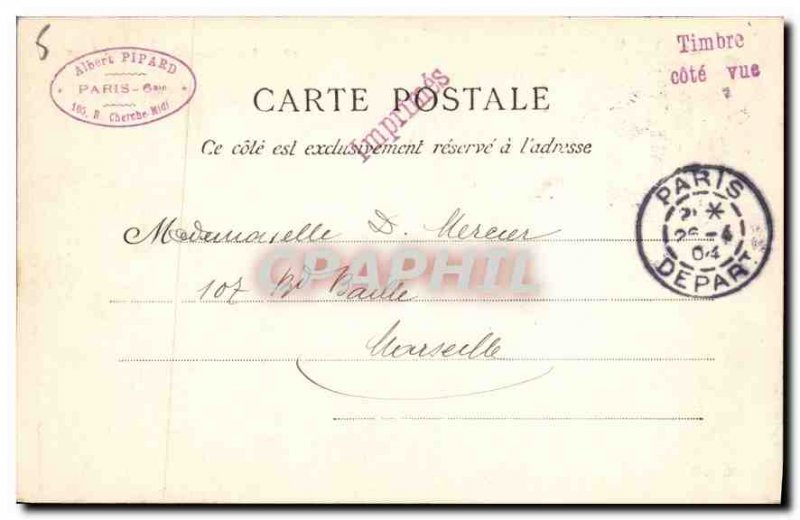 5
Albert PIPARD
PARIS-6me
105, R. Cherche-Midi
Timbre
côté vue
Imprimés
CARTE POSTALE
Ce côté est exclusivement réservé à l'adresse
PARIS
26-4
04
DEPART
Mademoiselle D. Mercier
CPAPHIL
107 Bd Baille
Marseille